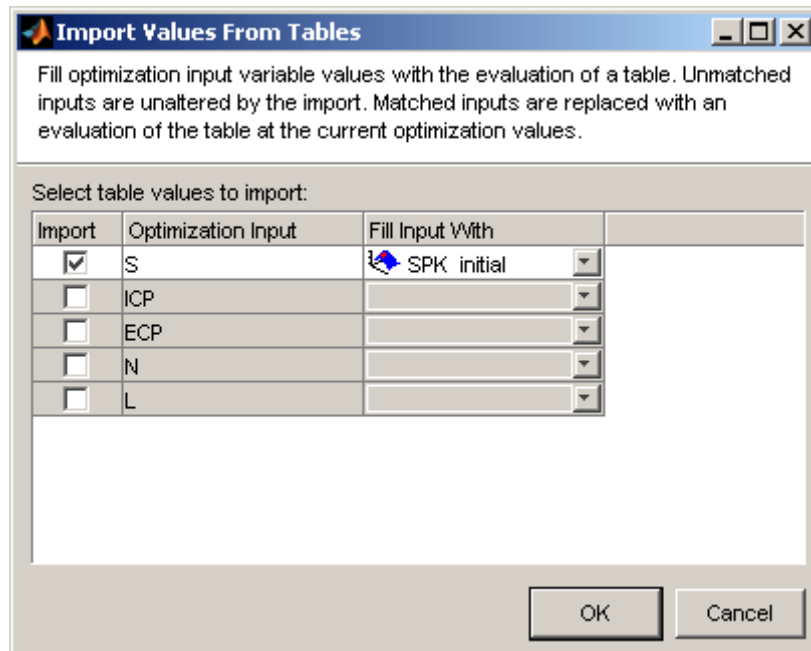 Import Values From Tables
Fill optimization input variable values with the evaluation of a table. Unmatched
inputs are unaltered by the import. Matched inputs are replaced with an
evaluation of the table at the current optimization values.
Select table values to import:
Import Optimization Input Fill Input With
S SPK initial
ICP
ECP
N
L
OK Cancel